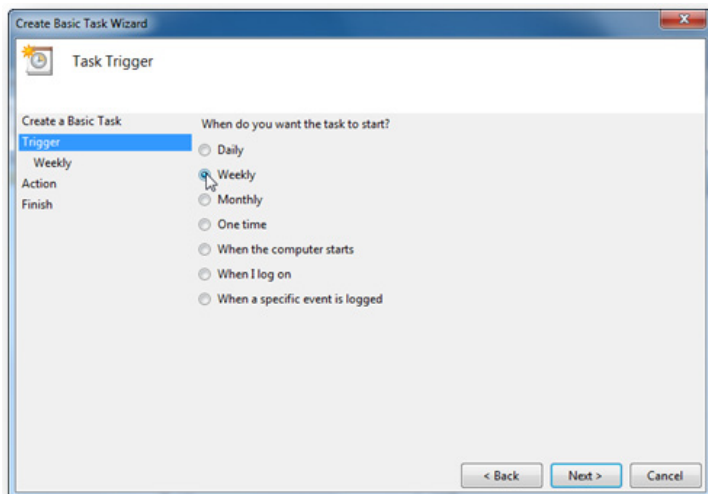 Create Basic Task Wizard
Task Trigger
Create a Basic Task
Trigger
Weekly
Action
Finish
When do you want the task to start?
Daily
Weekly
Monthly
One time
When the computer starts
When I log on
When a specific event is logged
< Back
Next >
Cancel